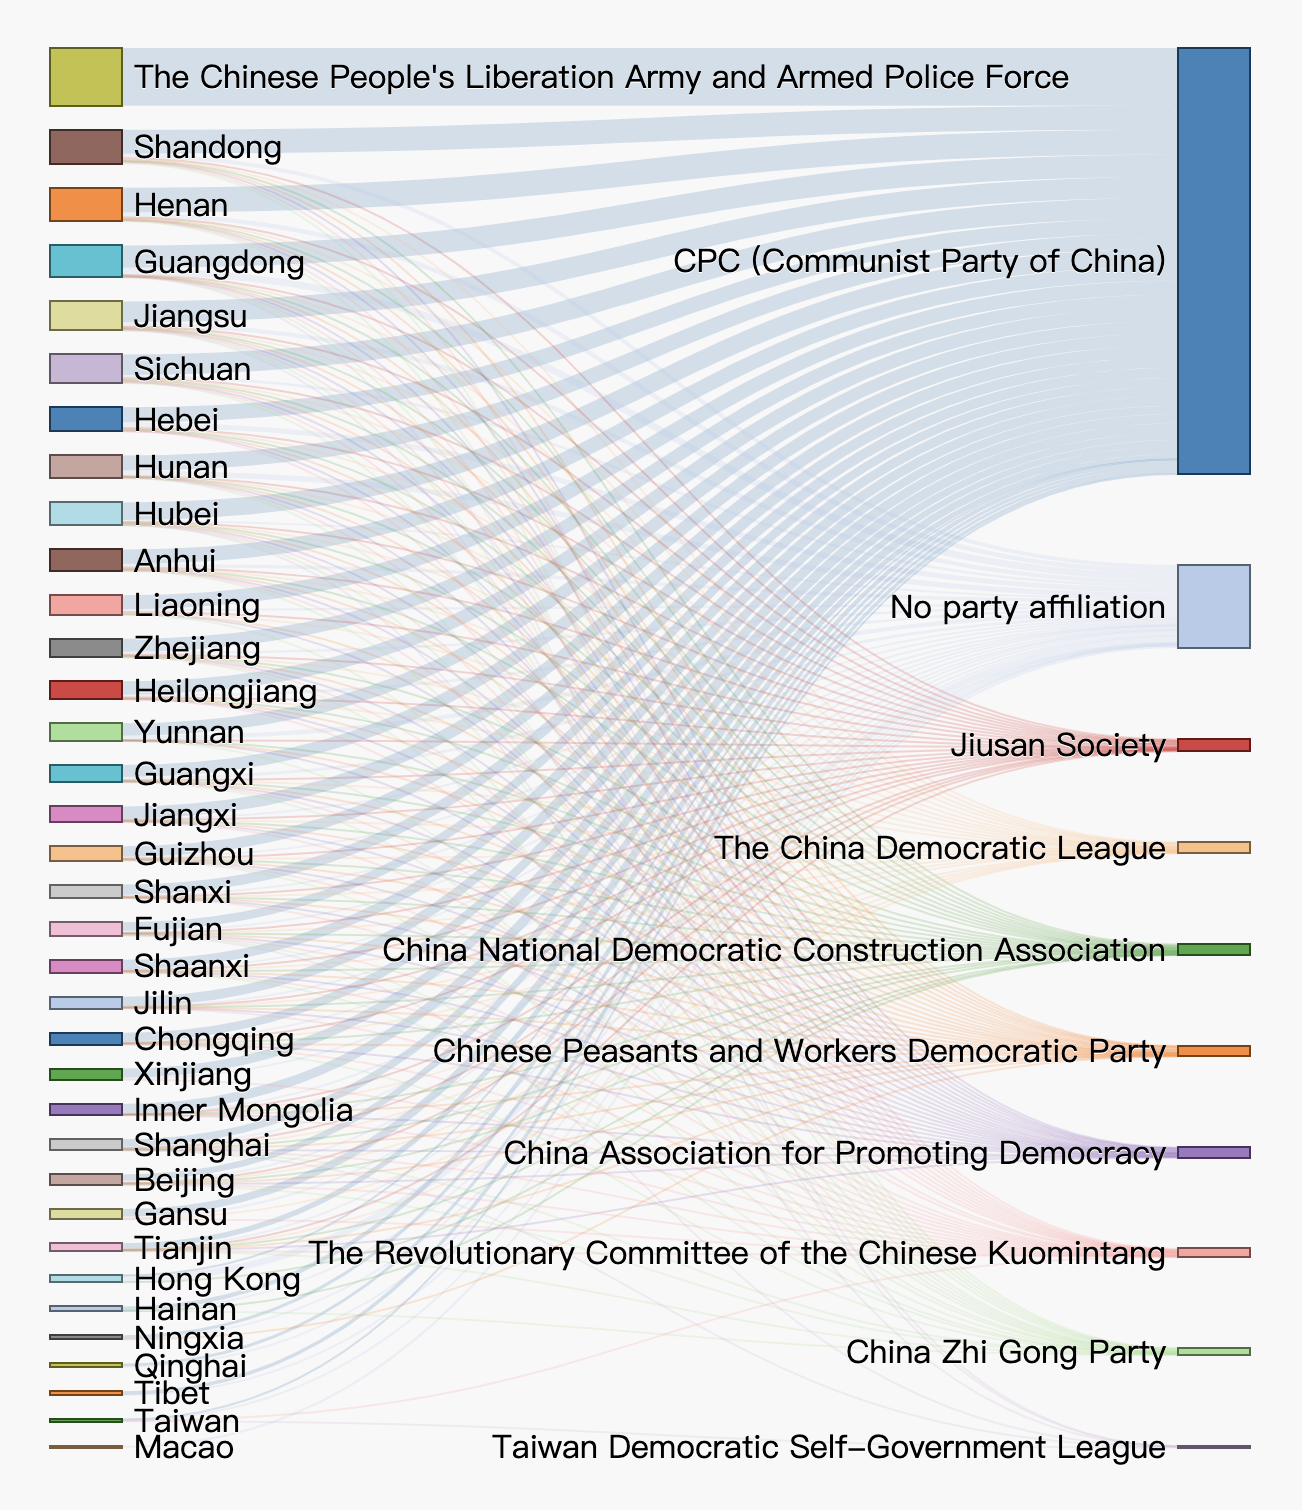 The Chinese People's Liberation Army and Armed Police Force
Shandong
Henan
Guangdong
Jiangsu
Sichuan
Hebei
Hunan
Hubei
Anhui
Liaoning
Zhejiang
Heilongjiang
Yunnan
Guangxi
Jiangxi
Guizhou
Shanxi
Fujian
Shaanxi
Jilin
Chongqing
Xinjiang
Inner Mongolia
Shanghai
Beijing
Gansu
Tianjin
Hong Kong
Hainan
Ningxia
Qinghai
Tibet
Taiwan
Macao
CPC (Communist Party of China)
No party affiliation
Jiusan Society
The China Democratic League
China National Democratic Construction Association
Chinese Peasants and Workers Democratic Party
China Association for Promoting Democracy
The Revolutionary Committee of the Chinese Kuomintang
China Zhi Gong Party
Taiwan Democratic Self–Government League